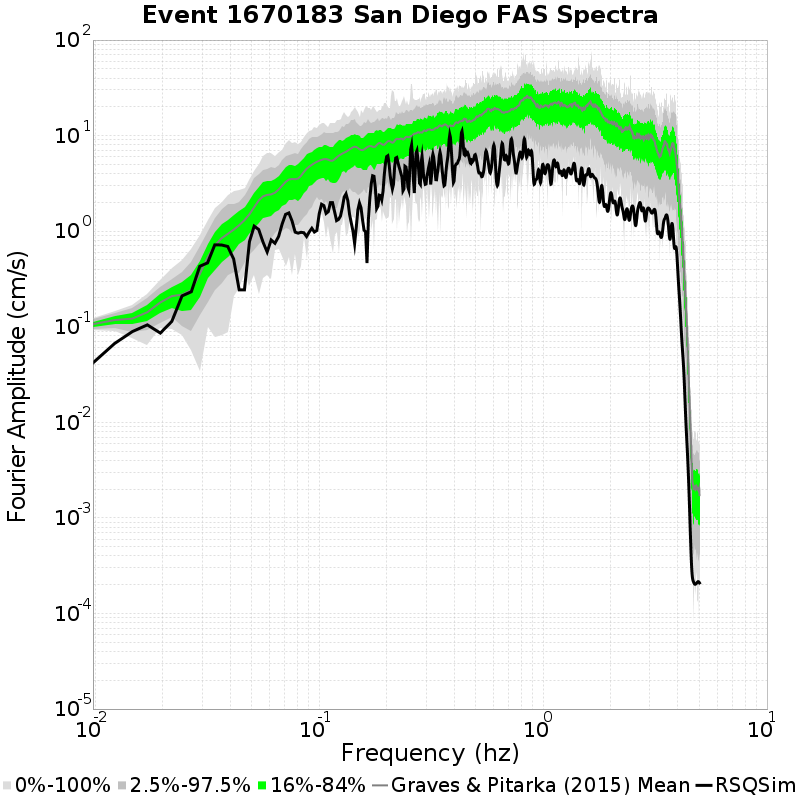 Event 1670183 San Diego FAS Spectra
Fourier Amplitude (cm/s)
10^2
10^1
10^0
10^-1
10^-2
10^-3
10^-4
10^-5
10^-2 10^-1 10^0 10^1
Frequency (hz)
0%-100% 2.5%-97.5% 16%-84% Graves & Pitarka (2015) Mean RSQSim